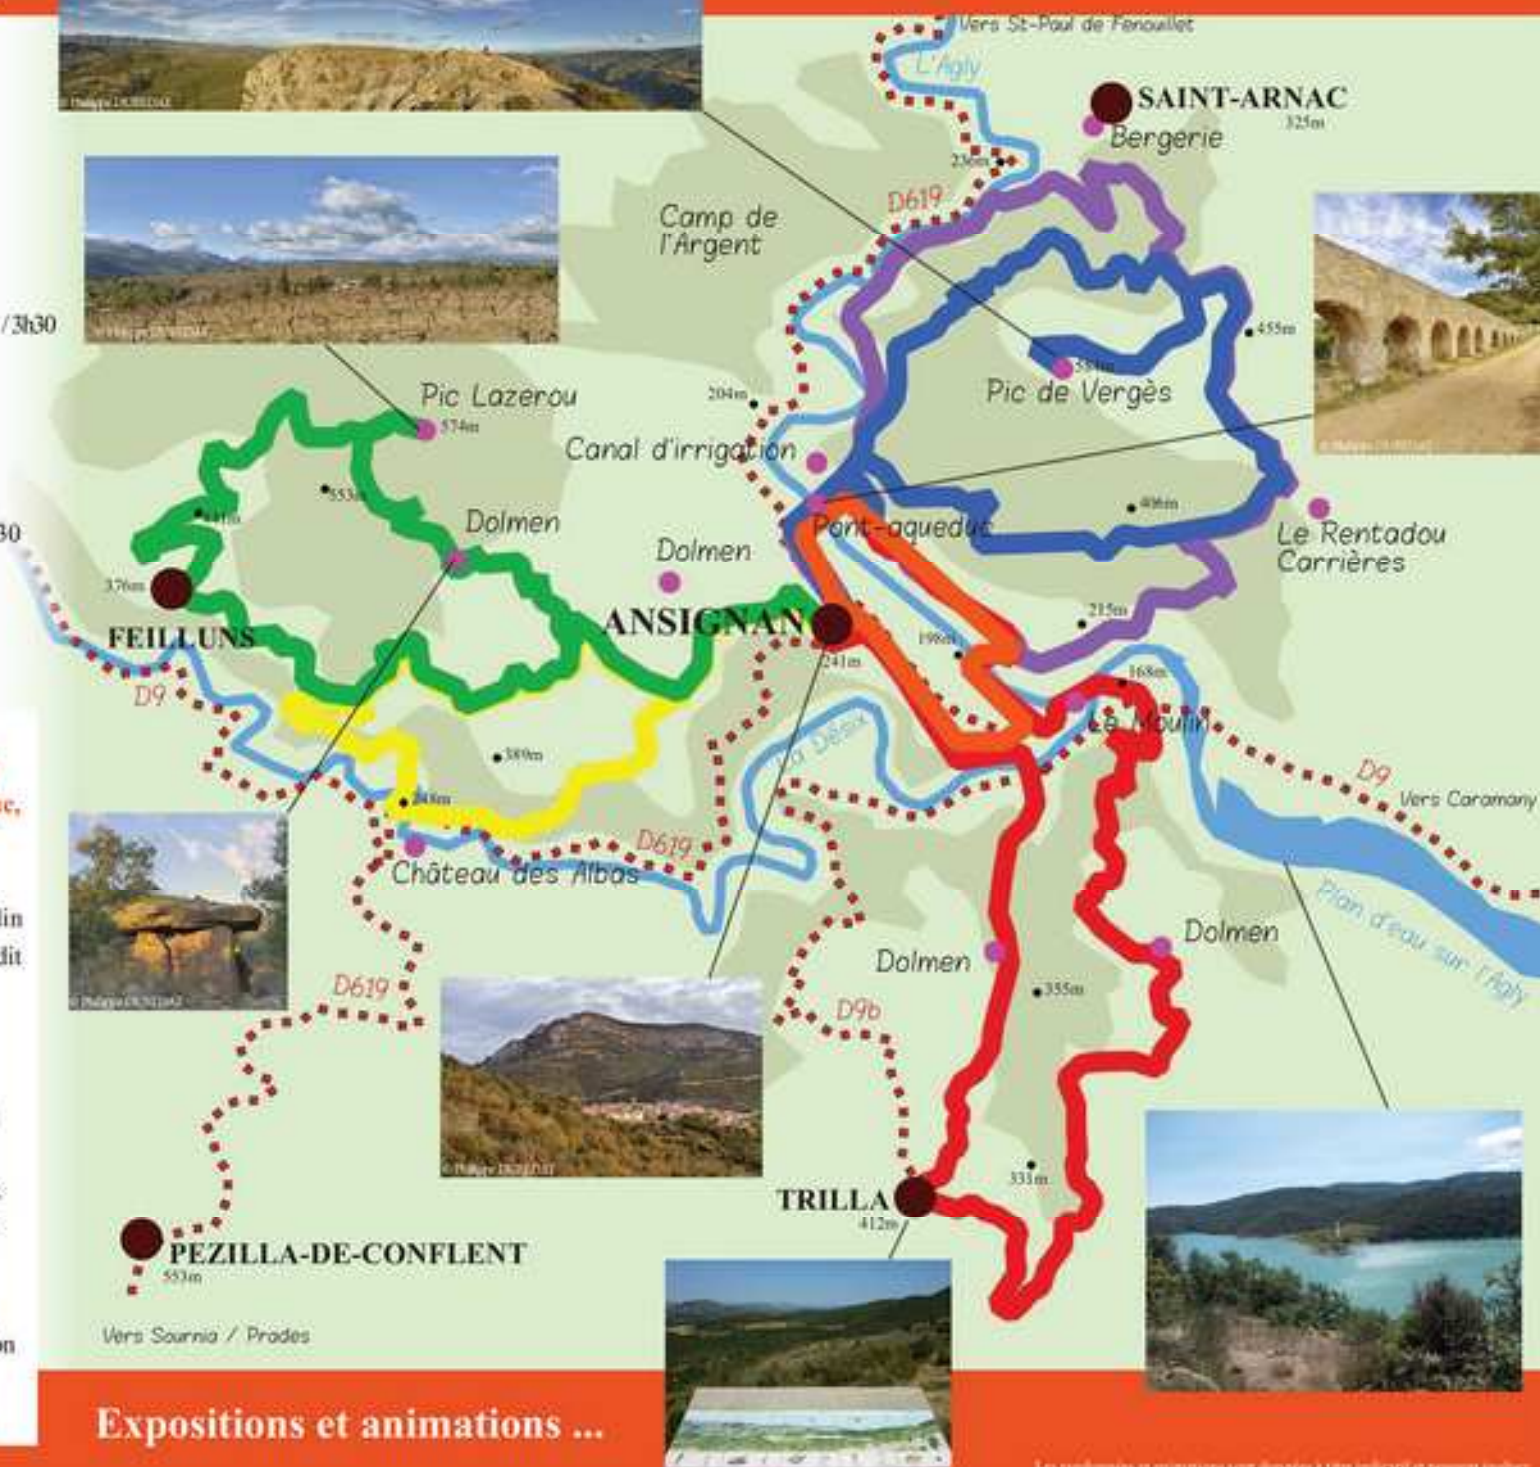 Vers St-Paul de Fenouillet
L'Agly
SAINT-ARNAC
325m
Bergerie
236m
D619
Camp de
l'Argent
/ 3h30
455m
Pic Lazerou
574m
204m
Pic de Vergès
Canal d'irrigation
553m
406m
Dolmen
Pont-aqueduc
Le Rentadou
Carrières
30
Dolmen
376m
FEILLUNS
ANSIGNAN
241m
198m
215m
168m
D9
Le Moulin
La Désix
389m
D9
Vers Caramany
D619
Château des Albas
lin
dit
Plan d'eau sur l'Agly
Dolmen
Dolmen
355m
D619
D9b
331m
TRILLA
412m
PEZILLA-DE-CONFLENT
553m
Vers Sournia / Prades
on
Expositions et animations ...